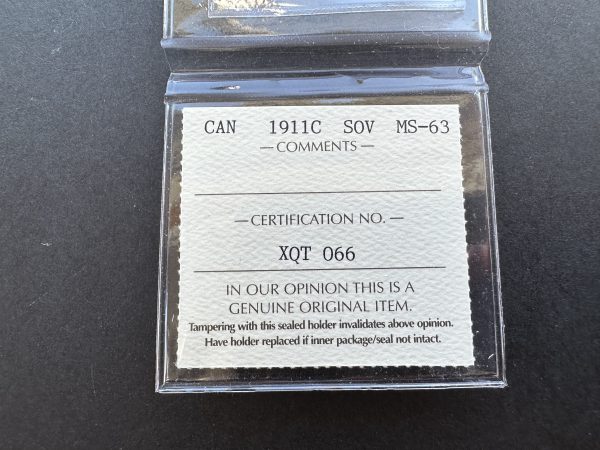 CAN 1911C SOV MS-63
— COMMENTS —
— CERTIFICATION NO. —
XQT 066
IN OUR OPINION THIS IS A
GENUINE ORIGINAL ITEM.
Tampering with this sealed holder invalidates above opinion.
Have holder replaced if inner package/seal not intact.